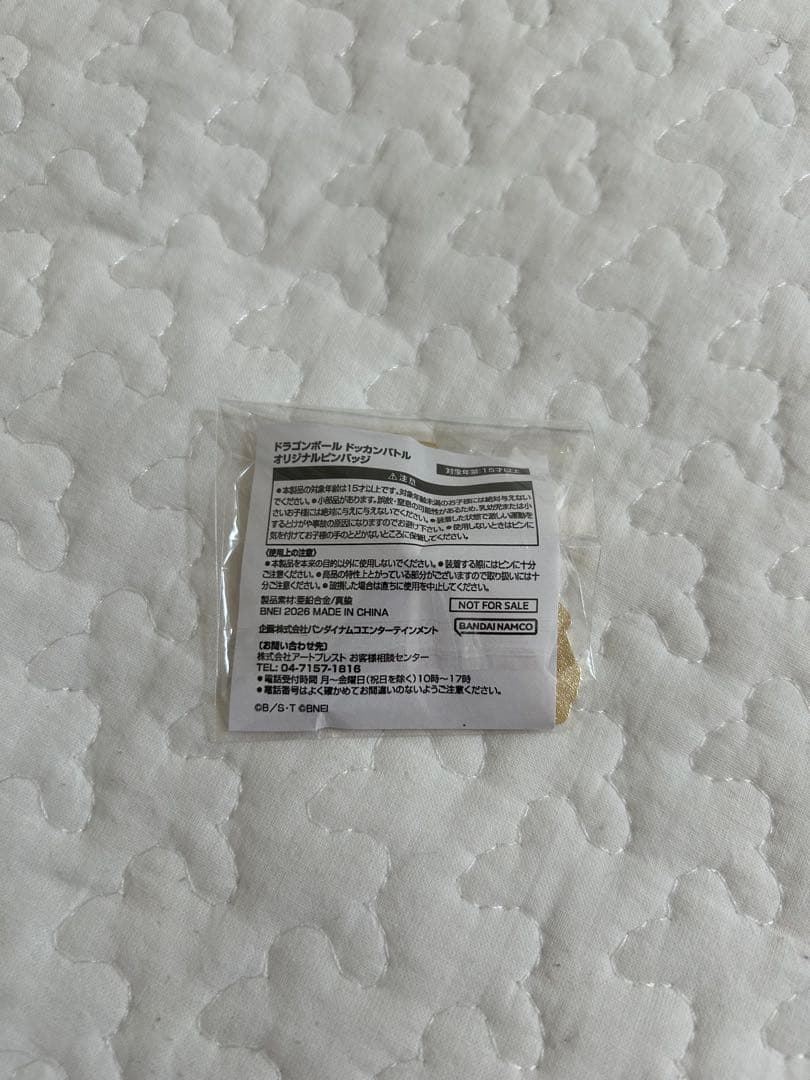 ドラゴンボール ドッカンバトル
オリジナルピンバッジ
対象年齢:15才以上
⚠注意
●本製品の対象年齢は15才以上です。対象年齢未満のお子様には絶対与えない
でください。●小部品があります。誤飲・窒息の可能性があるため、乳幼児または小
さいお子様には絶対に与えに与えないでください。●装着した状態で激しい運動を
するとけがや事故の原因になりますのでお避け下さい。●使用しないときはピンに
気を付けてお子様の手のとどかないところに保管してください。
〈使用上の注意〉
●本製品を本来の目的以外に使用しないでください。●装着する際にはピンに十分
ご注意ください。●商品の特性上とがっている部分がございますので取り扱いには十
分ご注意ください。●破損した場合は直ちに使用を中止してください。
製品素材:亜鉛合金/真鍮
BNEI 2026 MADE IN CHINA
NOT FOR SALE
企画:株式会社バンダイナムコエンターテインメント
BANDAI NAMCO
〔お問い合わせ先〕
株式会社アートプレスト お客様相談センター
TEL: 04-7157-1816
●電話受付時間 月〜金曜日(祝日を除く)10時〜17時
●電話番号はよく確かめてお間違いのないようご注意ください。
©B/S・T ©BNEI